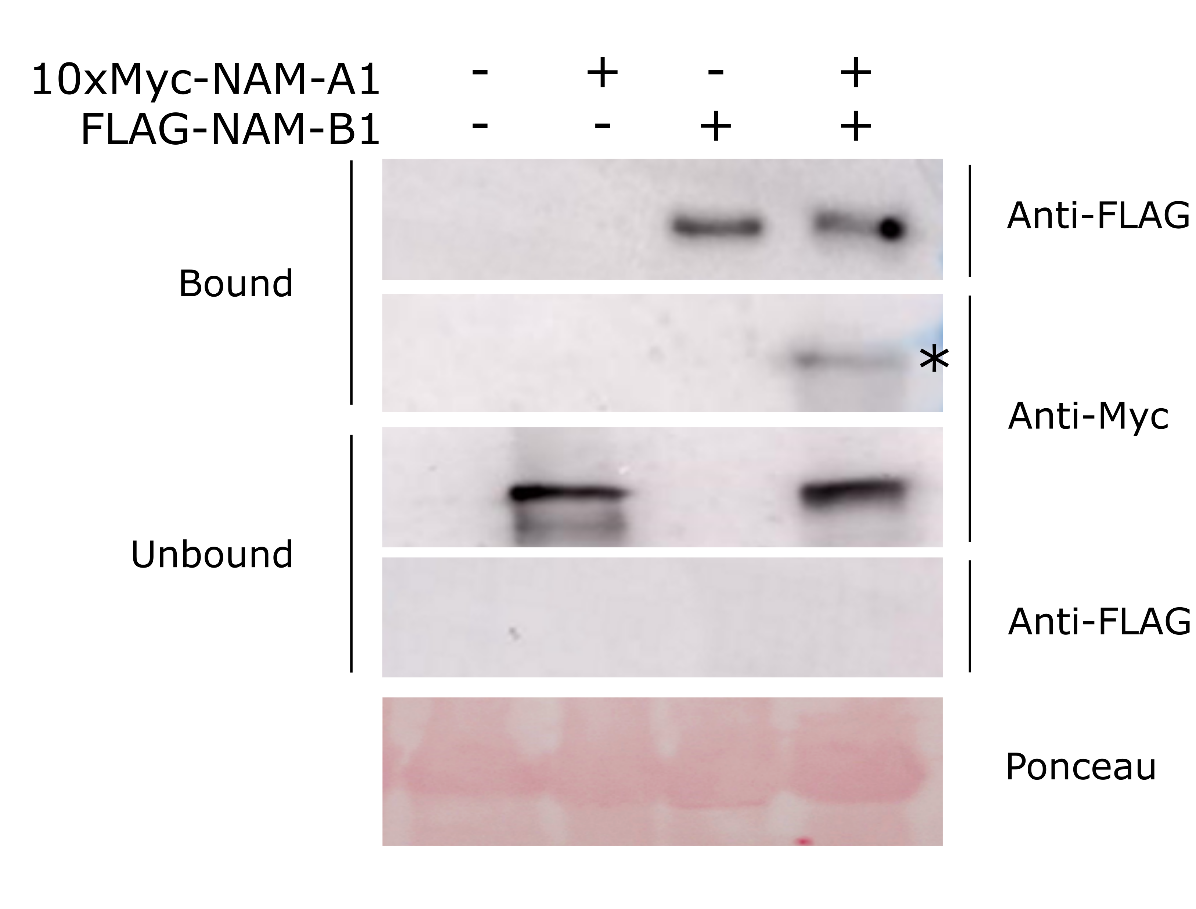 10xMyc-NAM-A1 - + - +
FLAG-NAM-B1 - - + +
Anti-FLAG
Bound
*
Anti-Myc
Unbound
Anti-FLAG
Ponceau